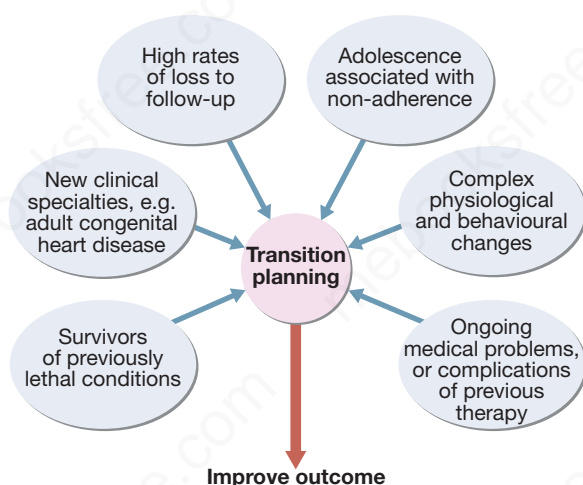 High rates
of loss to
follow-up
Adolescence
associated with
non-adherence
New clinical
specialties, e.g.
adult congenital
heart disease
Complex
physiological
and behavioural
changes
Transition
planning
Survivors
of previously
lethal conditions
Ongoing
medical problems,
or complications
of previous
therapy
Improve outcome